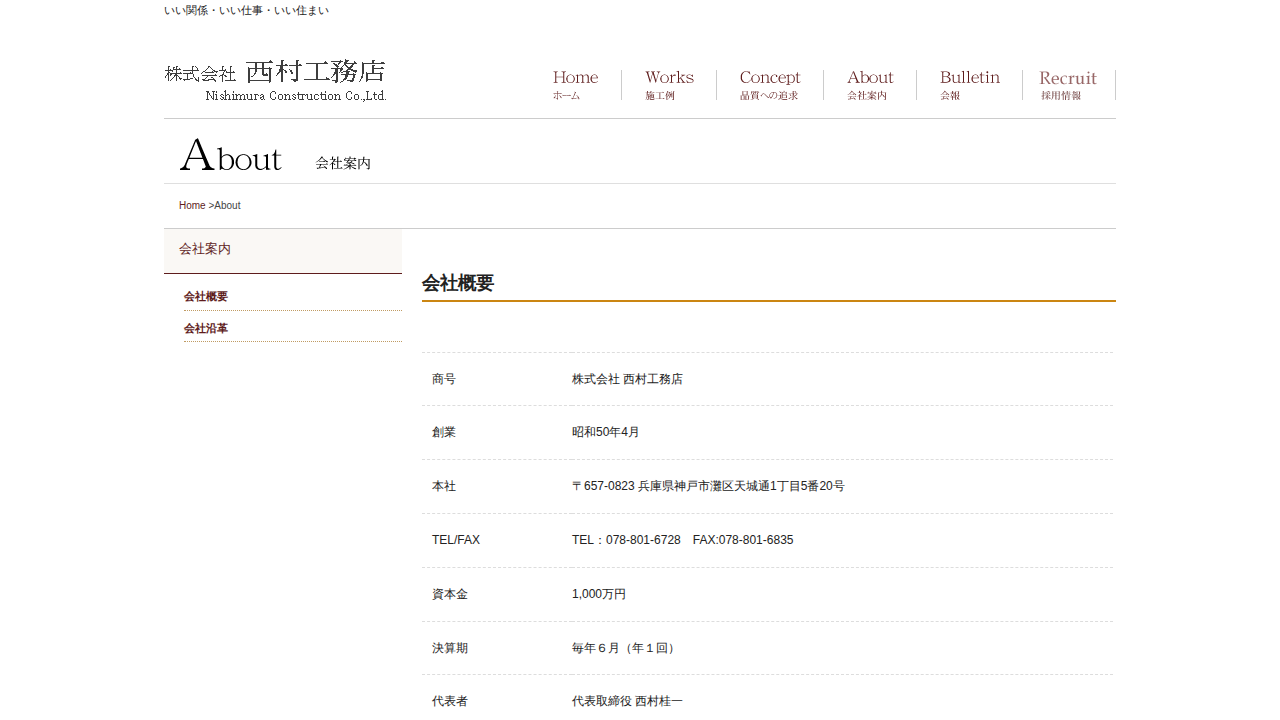 いい関係・いい仕事・いい住まい
株式会社 西村工務店
Nishimura Construction Co.,Ltd.
Home Works Concept About Bulletin Recruit
ホーム 施工例 品質への追求 会社案内 会報 採用情報
About 会社案内
Home >About
会社案内
会社概要
会社沿革
会社概要
商号 株式会社 西村工務店
創業 昭和50年4月
本社 〒657-0823 兵庫県神戸市灘区天城通1丁目5番20号
TEL/FAX TEL：078-801-6728　FAX:078-801-6835
資本金 1,000万円
決算期 毎年６月（年１回）
代表者 代表取締役 西村桂一